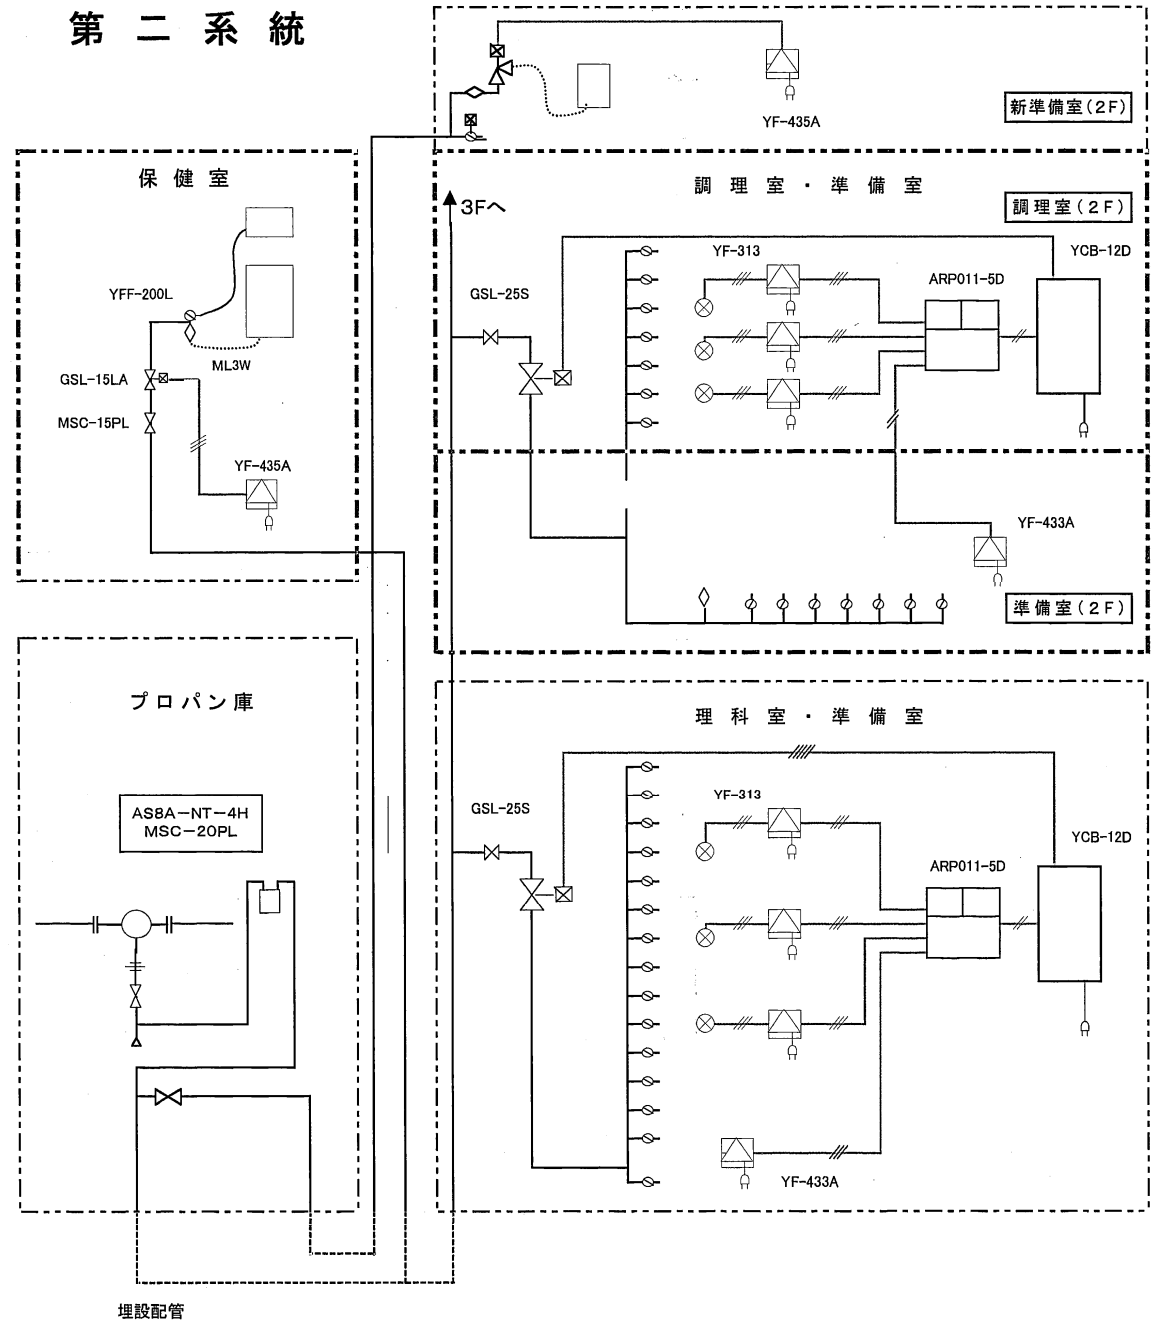 第二系統
YF-435A
新準備室(2F)
保健室
YFF-200L
ML3W
GSL-15LA
MSC-15PL
YF-435A
調理室・準備室
調理室(2F)
3Fへ
YF-313
YCB-12D
ARP011-5D
GSL-25S
YF-433A
準備室(2F)
プロパン庫
AS8A-NT-4H
MSC-20PL
理科室・準備室
YF-313
GSL-25S
YCB-12D
ARP011-5D
YF-433A
埋設配管